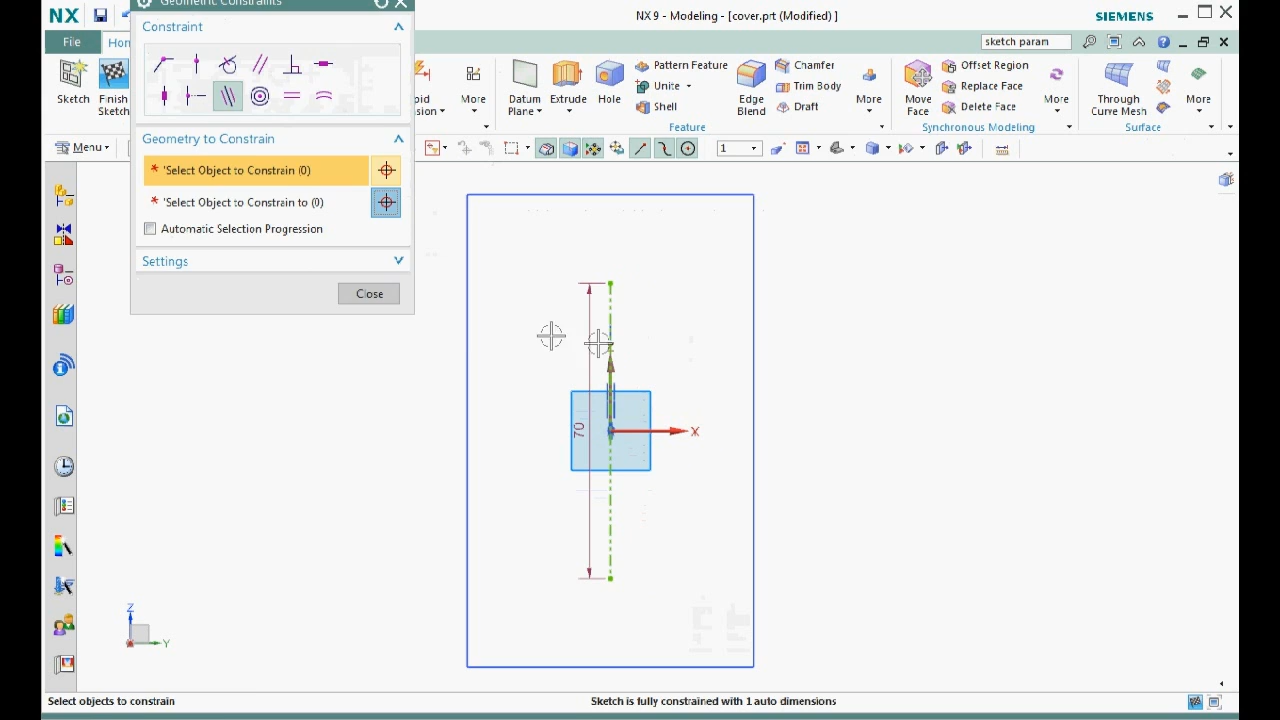 NX
Geometric Constraints
NX 9 - Modeling - [cover.pt (Modified) ]
SIEMENS
File
Hom
sketch param
Constraint
Sketch
Finish
Sketch
pid
More
Datum
Plane
Extrude
Hole
Pattern Feature
Unite
Shell
Edge
Blend
Chamfer
Trim Body
Draft
More
Feature
Move
Face
Offset Region
Replace Face
Delete Face
More
Synchronous Modeling
Through
Curve Mesh
More
Surface
Menu
1
Geometry to Constrain
* 'Select Object to Constrain (0)
* 'Select Object to Constrain to (0)
Automatic Selection Progression
Settings
Close
70
X
Z
Y
Select objects to constrain
Sketch is fully constrained with 1 auto dimensions